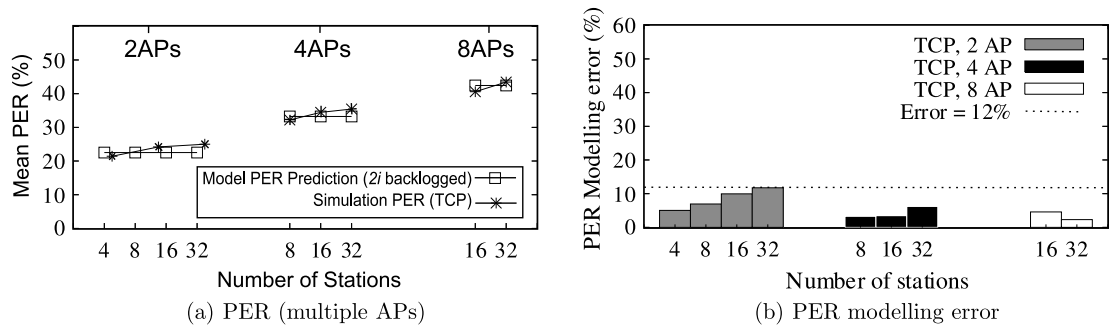 2APs 4APs 8APs
Mean PER (%)
50
40
30
20
10
0
Model PER Prediction (2i backlogged)
Simulation PER (TCP)
4 8 16 32 8 16 32 16 32
Number of Stations
(a) PER (multiple APs)
PER Modelling error (%)
60
50
40
30
20
10
0
TCP, 2 AP
TCP, 4 AP
TCP, 8 AP
Error = 12%
4 8 16 32 8 16 32 16 32
Number of stations
(b) PER modelling error